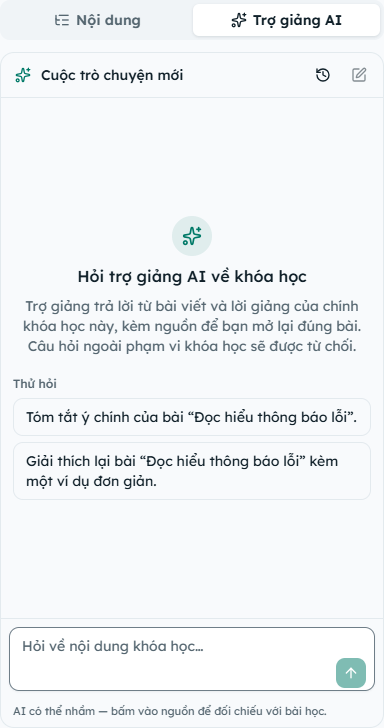 Nội dung
Trợ giảng AI
Cuộc trò chuyện mới
Hỏi trợ giảng AI về khóa học
Trợ giảng trả lời từ bài viết và lời giảng của chính
khóa học này, kèm nguồn để bạn mở lại đúng bài.
Câu hỏi ngoài phạm vi khóa học sẽ được từ chối.
Thử hỏi
Tóm tắt ý chính của bài “Đọc hiểu thông báo lỗi”.
Giải thích lại bài “Đọc hiểu thông báo lỗi” kèm
một ví dụ đơn giản.
Hỏi về nội dung khóa học...
AI có thể nhầm — bấm vào nguồn để đối chiếu với bài học.